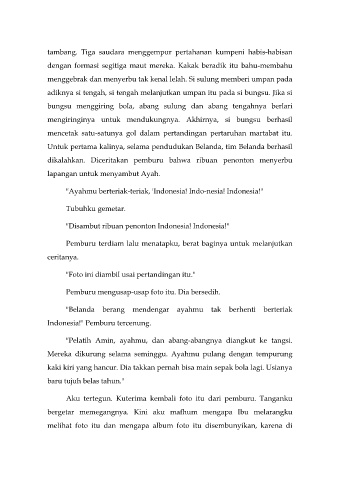 tambang. Tiga saudara menggempur pertahanan kumpeni habis-habisan
dengan formasi segitiga maut mereka. Kakak beradik itu bahu-membahu
menggebrak dan menyerbu tak kenal lelah. Si sulung memberi umpan pada
adiknya si tengah, si tengah melanjutkan umpan itu pada si bungsu. Jika si
bungsu menggiring bola, abang sulung dan abang tengahnya berlari
mengiringinya untuk mendukungnya. Akhirnya, si bungsu berhasil
mencetak satu-satunya gol dalam pertandingan pertaruhan martabat itu.
Untuk pertama kalinya, selama pendudukan Belanda, tim Belanda berhasil
dikalahkan. Diceritakan pemburu bahwa ribuan penonton menyerbu
lapangan untuk menyambut Ayah.
"Ayahmu berteriak-teriak, 'Indonesia! Indo-nesia! Indonesia!"
Tubuhku gemetar.
"Disambut ribuan penonton Indonesia! Indonesia!"
Pemburu terdiam lalu menatapku, berat baginya untuk melanjutkan
ceritanya.
"Foto ini diambil usai pertandingan itu."
Pemburu mengusap-usap foto itu. Dia bersedih.
"Belanda berang mendengar ayahmu tak berhenti berteriak
Indonesia!" Pemburu tercenung.
"Pelatih Amin, ayahmu, dan abang-abangnya diangkut ke tangsi.
Mereka dikurung selama seminggu. Ayahmu pulang dengan tempurung
kaki kiri yang hancur. Dia takkan pernah bisa main sepak bola lagi. Usianya
baru tujuh belas tahun."
Aku tertegun. Kuterima kembali foto itu dari pemburu. Tanganku
bergetar memegangnya. Kini aku mafhum mengapa Ibu melarangku
melihat foto itu dan mengapa album foto itu disembunyikan, karena di